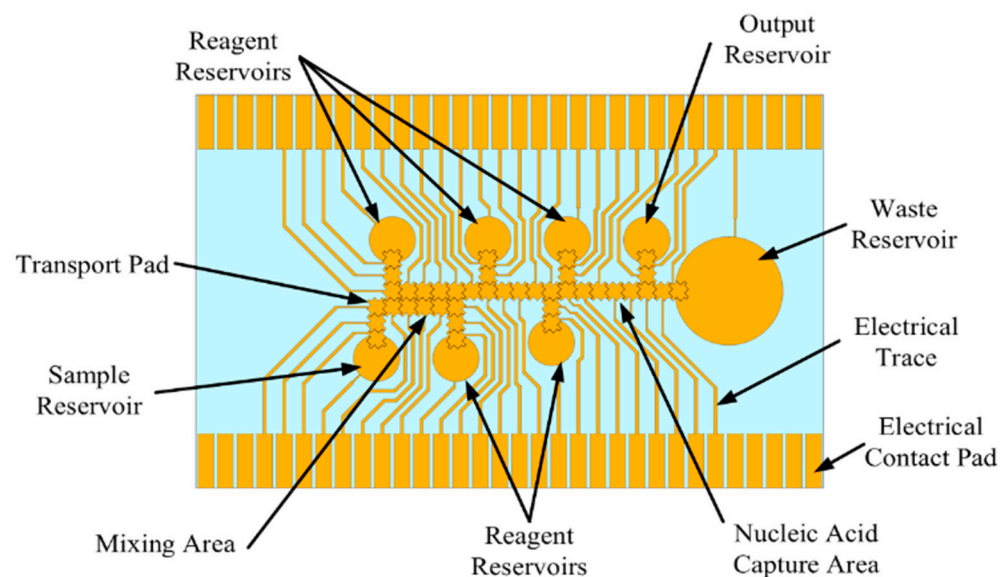 Reagent
Reservoirs
Output
Reservoir
Waste
Reservoir
Transport Pad
Electrical
Trace
Sample
Reservoir
Electrical
Contact Pad
Mixing Area
Reagent
Reservoirs
Nucleic Acid
Capture Area